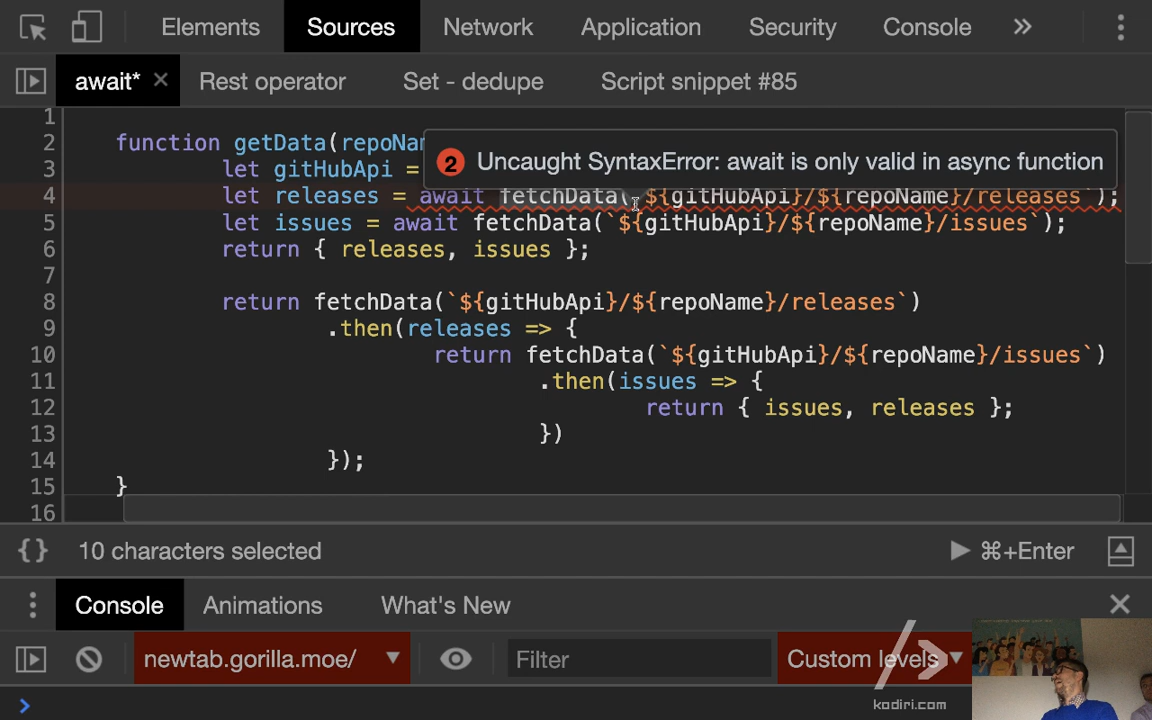 Elements Sources Network Application Security Console »
await* × Rest operator Set - dedupe Script snippet #85
1
2 function getData(repoNa
2 Uncaught SyntaxError: await is only valid in async function
3 let gitHubApi =
4 let releases = await fetchData(`${gitHubApi}/${repoName}/releases`);
5 let issues = await fetchData(`${gitHubApi}/${repoName}/issues`);
6 return { releases, issues };
7
8 return fetchData(`${gitHubApi}/${repoName}/releases`)
9 .then(releases => {
10 return fetchData(`${gitHubApi}/${repoName}/issues`)
11 .then(issues => {
12 return { issues, releases };
13 })
14 });
15 }
16
{} 10 characters selected ⌘+Enter
Console Animations What's New ×
newtab.gorilla.moe/ ▼ Filter Custom levels ▼
>
kodiri.com